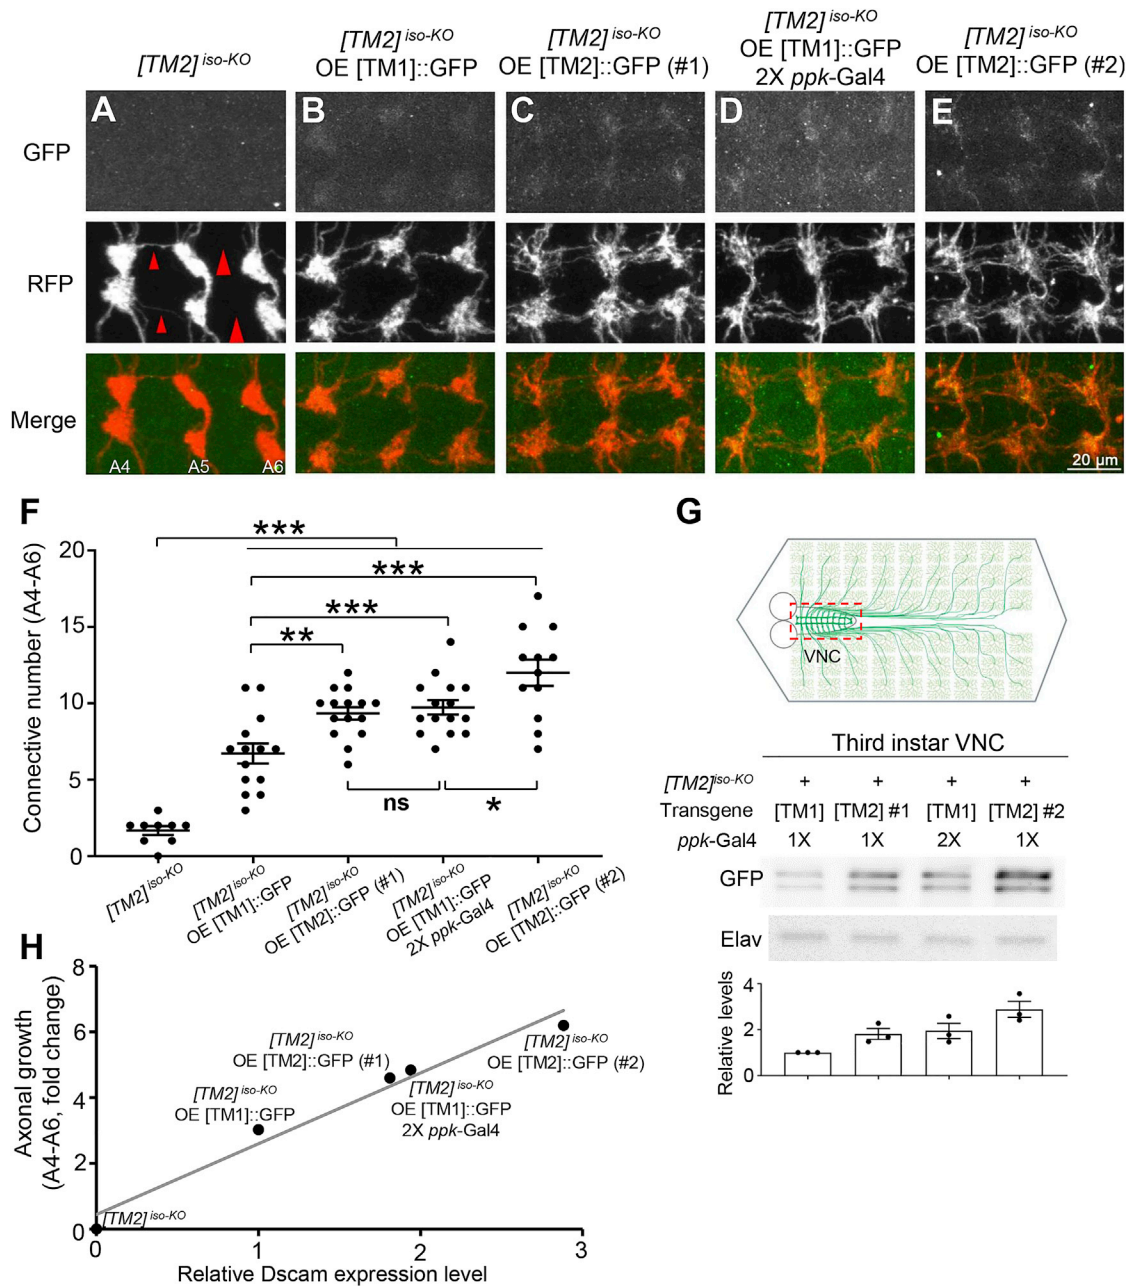 [TM2]iso-KO
[TM2]iso-KO
OE [TM1]::GFP
[TM2]iso-KO
OE [TM2]::GFP (#1)
[TM2]iso-KO
OE [TM1]::GFP
2X ppk-Gal4
[TM2]iso-KO
OE [TM2]::GFP (#2)
A
B
C
D
E
GFP
RFP
Merge
A4
A5
A6
20 µm
F
Connective number (A4-A6)
20
15
10
5
0
***
***
***
**
ns
*
[TM2]iso-KO
[TM2]iso-KO
OE [TM1]::GFP
[TM2]iso-KO
OE [TM2]::GFP (#1)
[TM2]iso-KO
OE [TM1]::GFP
2X ppk-Gal4
[TM2]iso-KO
OE [TM2]::GFP (#2)
G
VNC
Third instar VNC
[TM2]iso-KO + + + +
Transgene [TM1] [TM2] #1 [TM1] [TM2] #2
ppk-Gal4 1X 1X 2X 1X
GFP
Elav
Relative levels
4
2
0
H
Axonal growth
(A4-A6, fold change)
8
6
4
2
0
[TM2]iso-KO
[TM2]iso-KO
OE [TM1]::GFP
[TM2]iso-KO
OE [TM2]::GFP (#1)
[TM2]iso-KO
OE [TM1]::GFP
2X ppk-Gal4
[TM2]iso-KO
OE [TM2]::GFP (#2)
0 1 2 3
Relative Dscam expression level